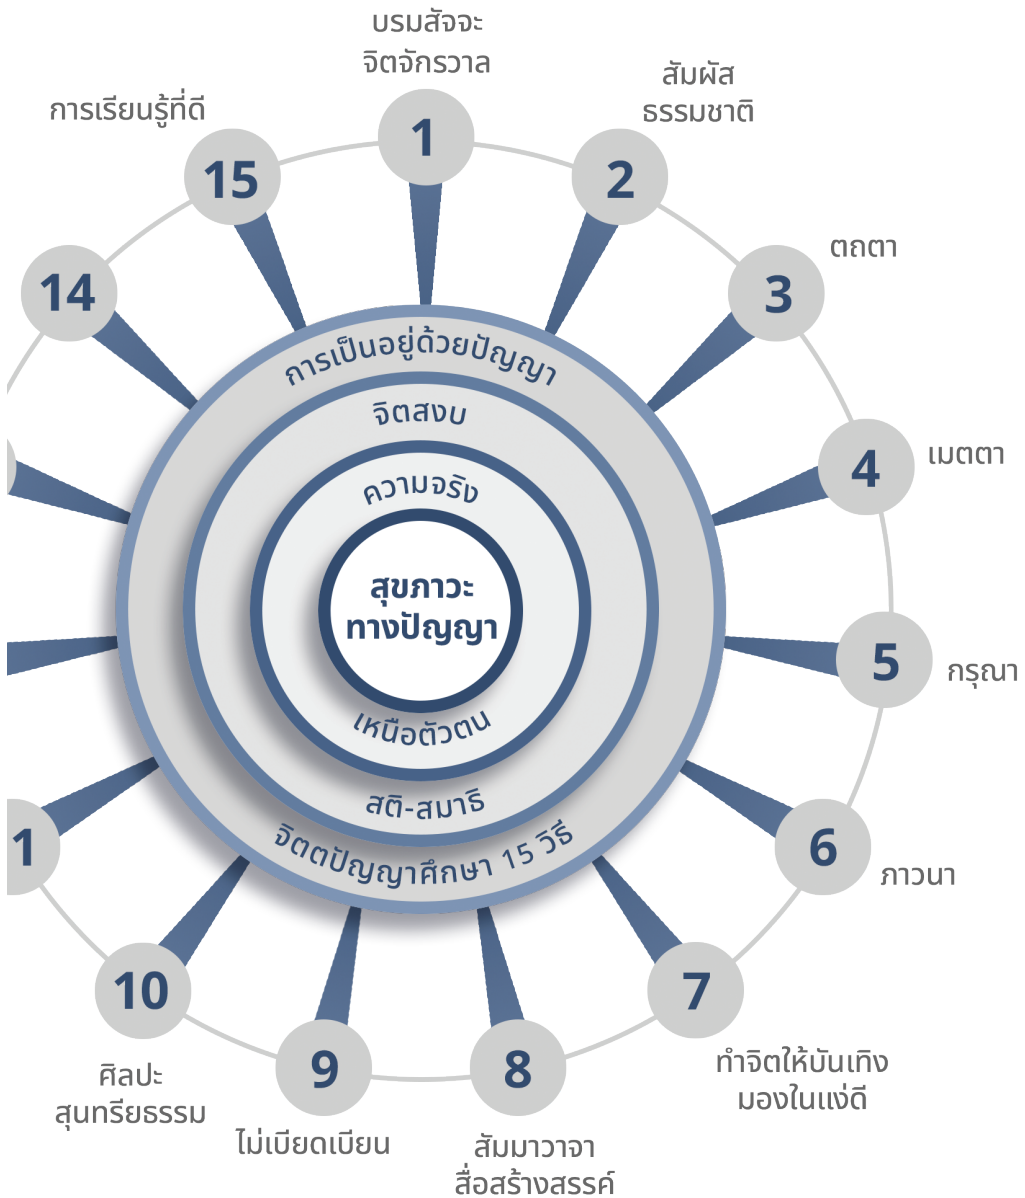 บรมสัจจะ
จิตจักรวาล
1
สัมผัส
ธรรมชาติ
2
ตถตา
3
เมตตา
4
กรุณา
5
ภาวนา
6
ทำจิตให้บันเทิง
มองในแง่ดี
7
สัมมาวาจา
สื่อสร้างสรรค์
8
ไม่เบียดเบียน
9
ศิลปะ
สุนทรียธรรม
10
1
14
การเรียนรู้ที่ดี
15
การเป็นอยู่ด้วยปัญญา
จิตสงบ
ความจริง
สุขภาวะ
ทางปัญญา
เหนือตัวตน
สติ-สมาธิ
จิตตปัญญาศึกษา 15 วิธี